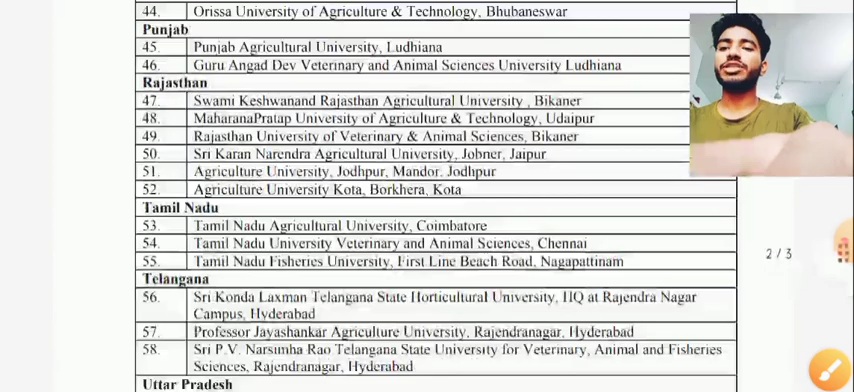 44. Orissa University of Agriculture & Technology, Bhubaneswar
Punjab
45. Punjab Agricultural University, Ludhiana
46. Guru Angad Dev Veterinary and Animal Sciences University Ludhiana
Rajasthan
47. Swami Keshwanand Rajasthan Agricultural University , Bikaner
48. MaharanaPratap University of Agriculture & Technology, Udaipur
49. Rajasthan University of Veterinary & Animal Sciences, Bikaner
50. Sri Karan Narendra Agricultural University, Jobner, Jaipur
51. Agriculture University, Jodhpur, Mandor, Jodhpur
52. Agriculture University Kota, Borkhera, Kota
Tamil Nadu
53. Tamil Nadu Agricultural University, Coimbatore
54. Tamil Nadu University Veterinary and Animal Sciences, Chennai
55. Tamil Nadu Fisheries University, First Line Beach Road, Nagapattinam
2 / 3
Telangana
56. Sri Konda Laxman Telangana State Horticultural University, HQ at Rajendra Nagar
Campus, Hyderabad
57. Professor Jayashankar Agriculture University, Rajendranagar, Hyderabad
58. Sri P.V. Narsimha Rao Telangana State University for Veterinary, Animal and Fisheries
Sciences, Rajendranagar, Hyderabad
Uttar Pradesh